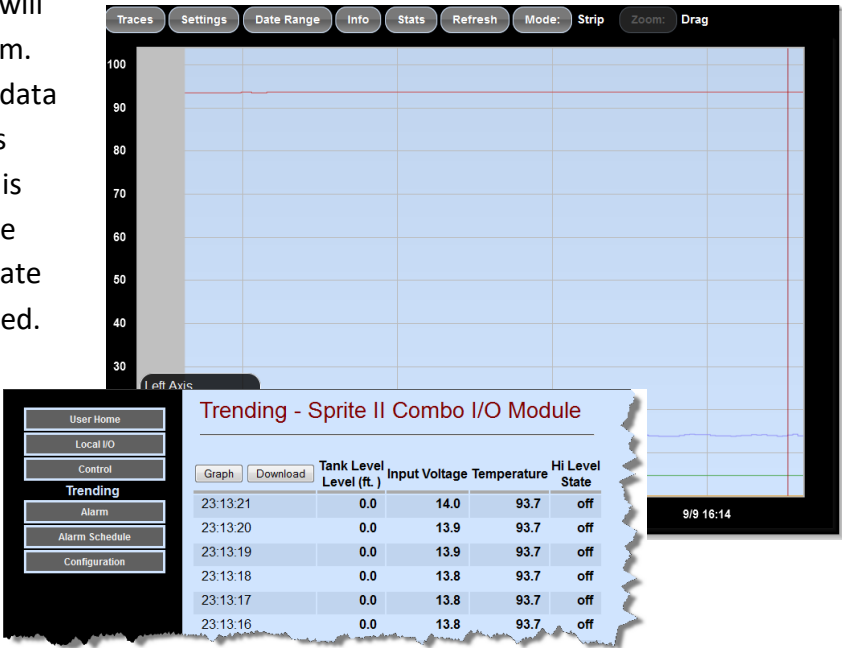 will
m.
data
s
is
e
ate
ed.
Traces Settings Date Range Info Stats Refresh Mode: Strip Zoom: Drag
100
90
80
70
60
50
40
30
Left Axis
9/9 16:14
User Home
Local I/O
Control
Trending
Alarm
Alarm Schedule
Configuration
Trending - Sprite II Combo I/O Module
Graph Download Tank Level Level (ft. ) Input Voltage Temperature Hi Level State
23:13:21 0.0 14.0 93.7 off
23:13:20 0.0 13.9 93.7 off
23:13:19 0.0 13.9 93.7 off
23:13:18 0.0 13.8 93.7 off
23:13:17 0.0 13.8 93.7 off
23:13:16 0.0 13.8 93.7 off